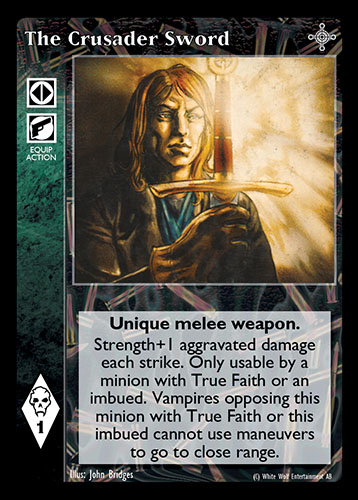 The Crusader Sword
EQUIP
ACTION
Unique melee weapon.
Strength+1 aggravated damage
each strike. Only usable by a
minion with True Faith or an
imbued. Vampires opposing this
minion with True Faith or this
imbued cannot use maneuvers
to go to close range.
1
Illus: John Bridges
(C) White Wolf Entertainment AB